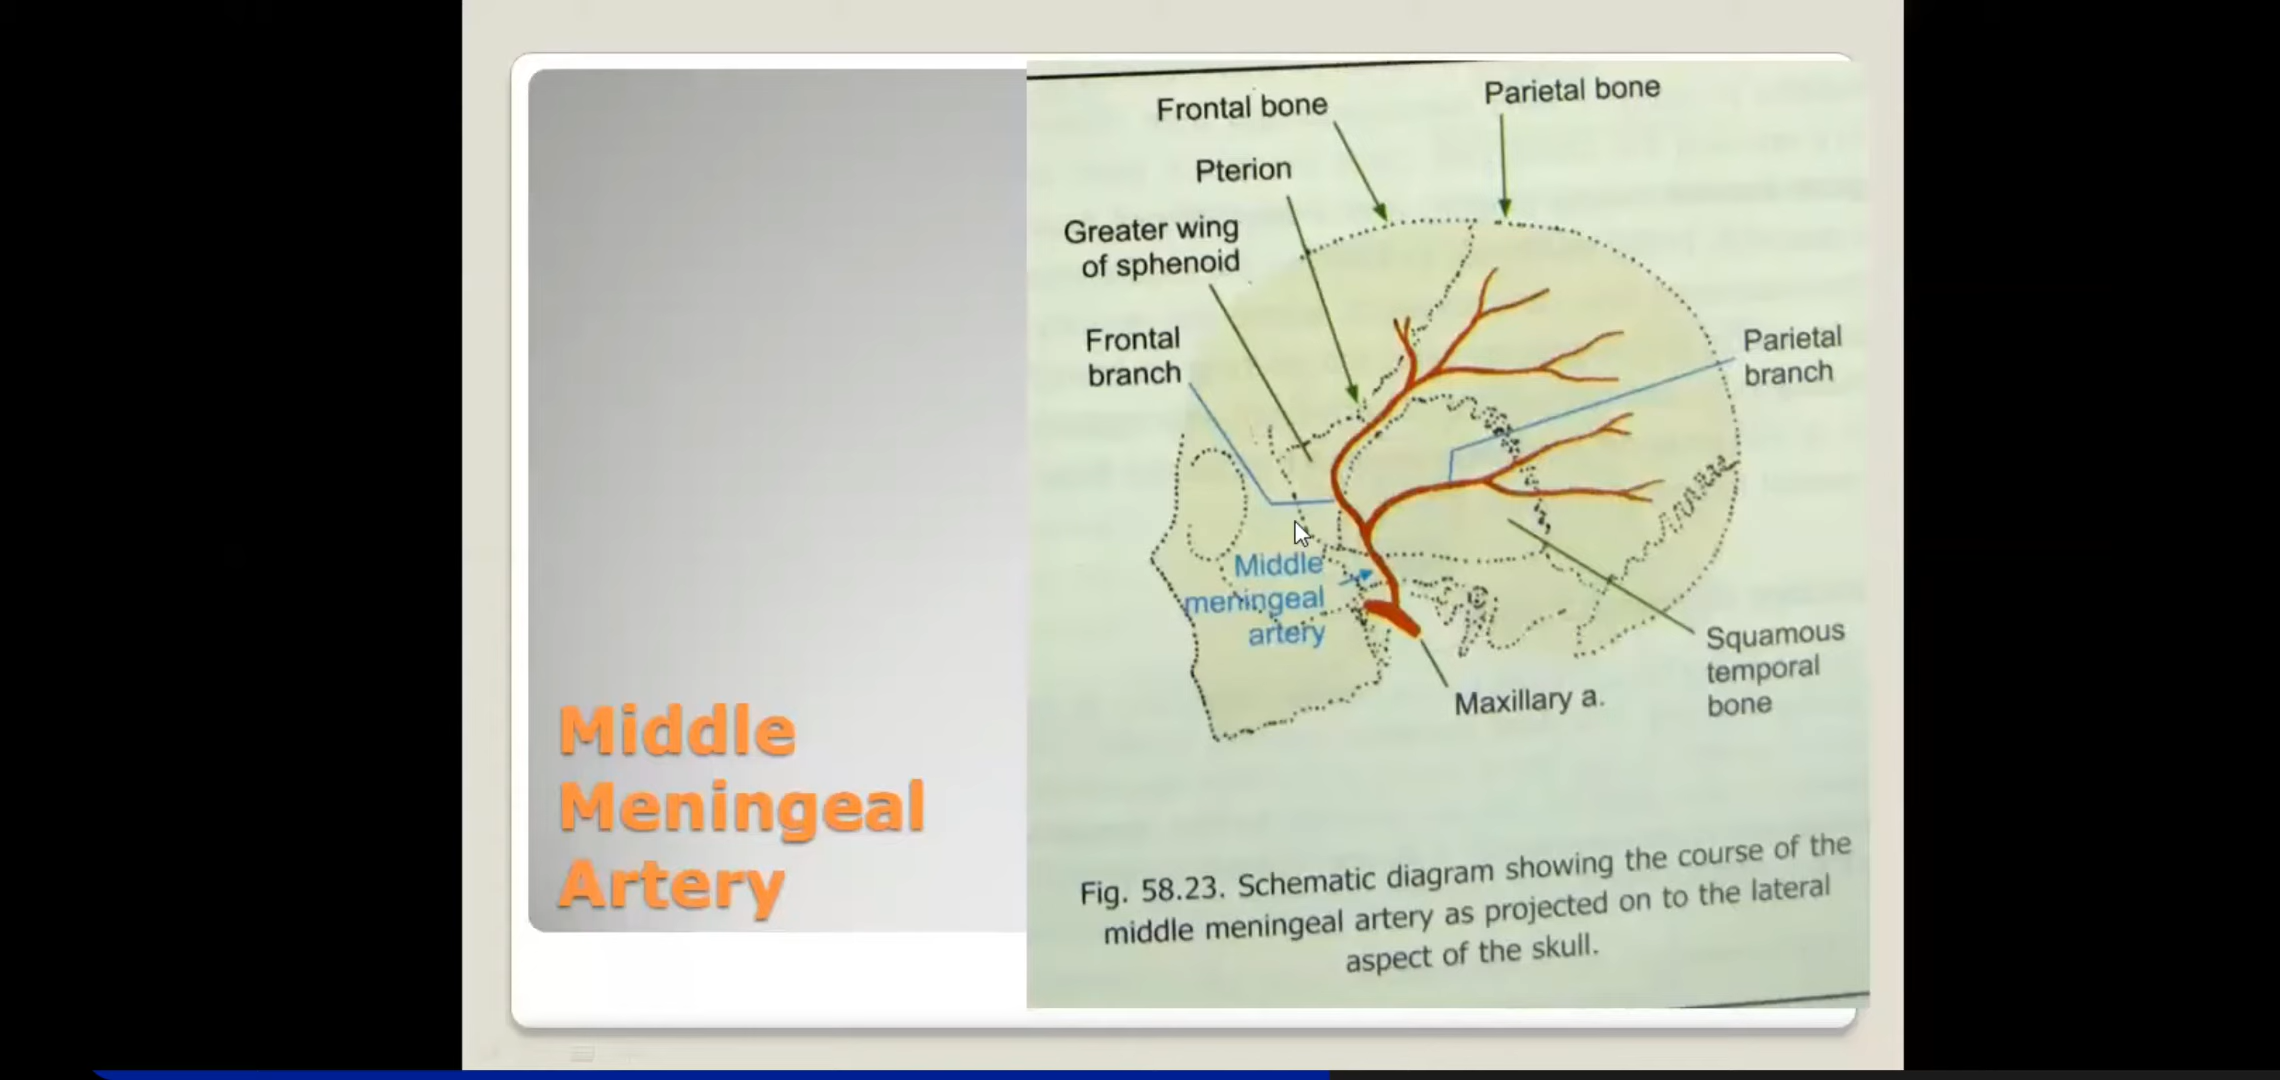 Frontal bone
Parietal bone
Pterion
Greater wing
of sphenoid
Frontal
branch
Parietal
branch
Middle
meningeal
artery
Squamous
temporal
bone
Maxillary a.
Middle
Meningeal
Artery
Fig. 58.23. Schematic diagram showing the course of the
middle meningeal artery as projected on to the lateral
aspect of the skull.